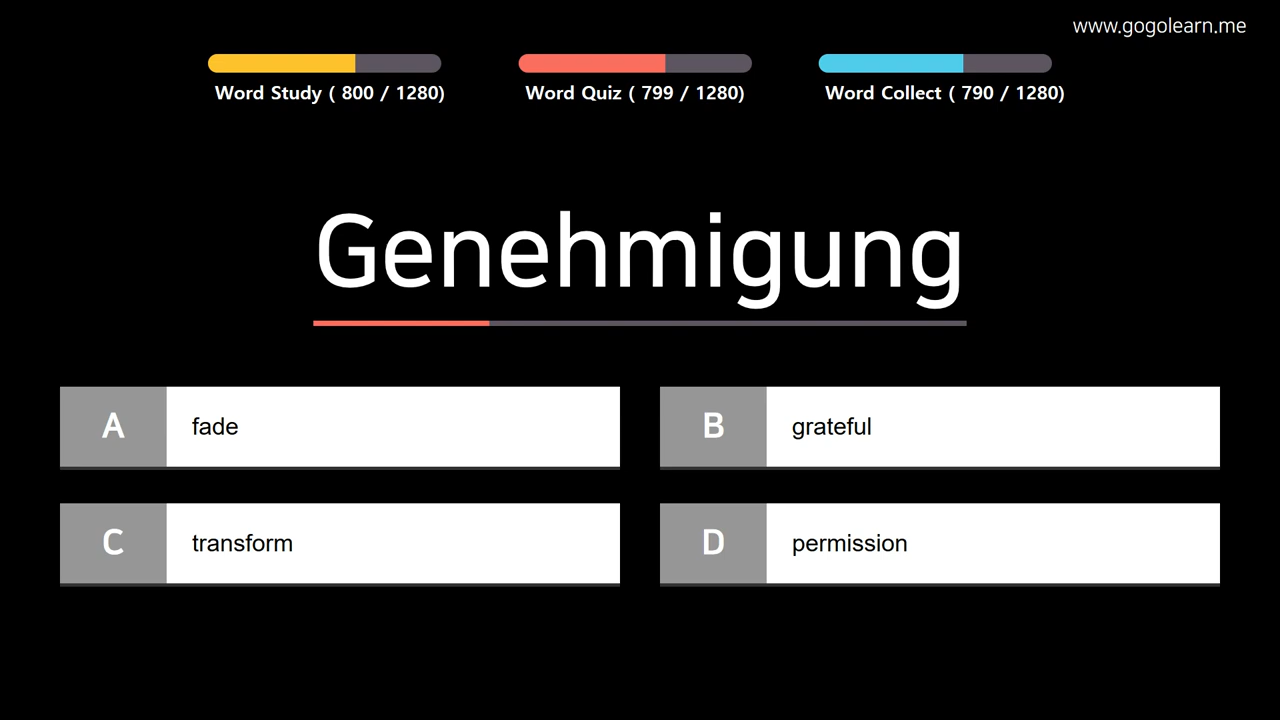 www.gogolearn.me
Word Study ( 800 / 1280)
Word Quiz ( 799 / 1280)
Word Collect ( 790 / 1280)
Genehmigung
A fade
B grateful
C transform
D permission